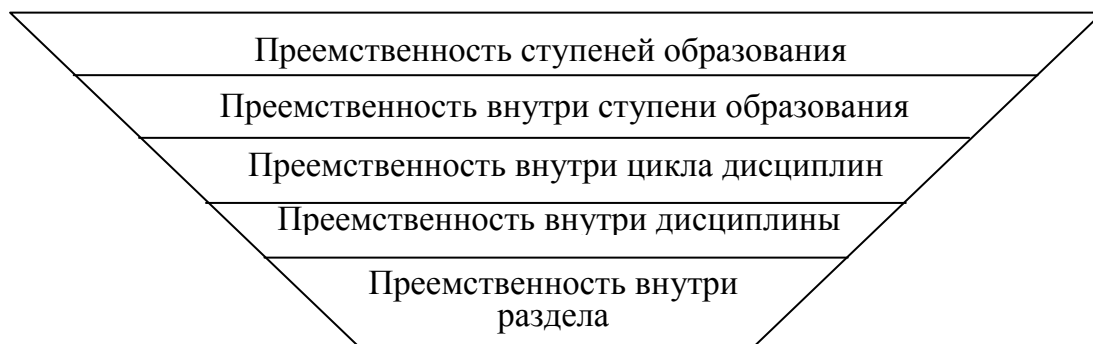 Преемственность ступеней образования
Преемственность внутри ступени образования
Преемственность внутри цикла дисциплин
Преемственность внутри дисциплины
Преемственность внутри
раздела